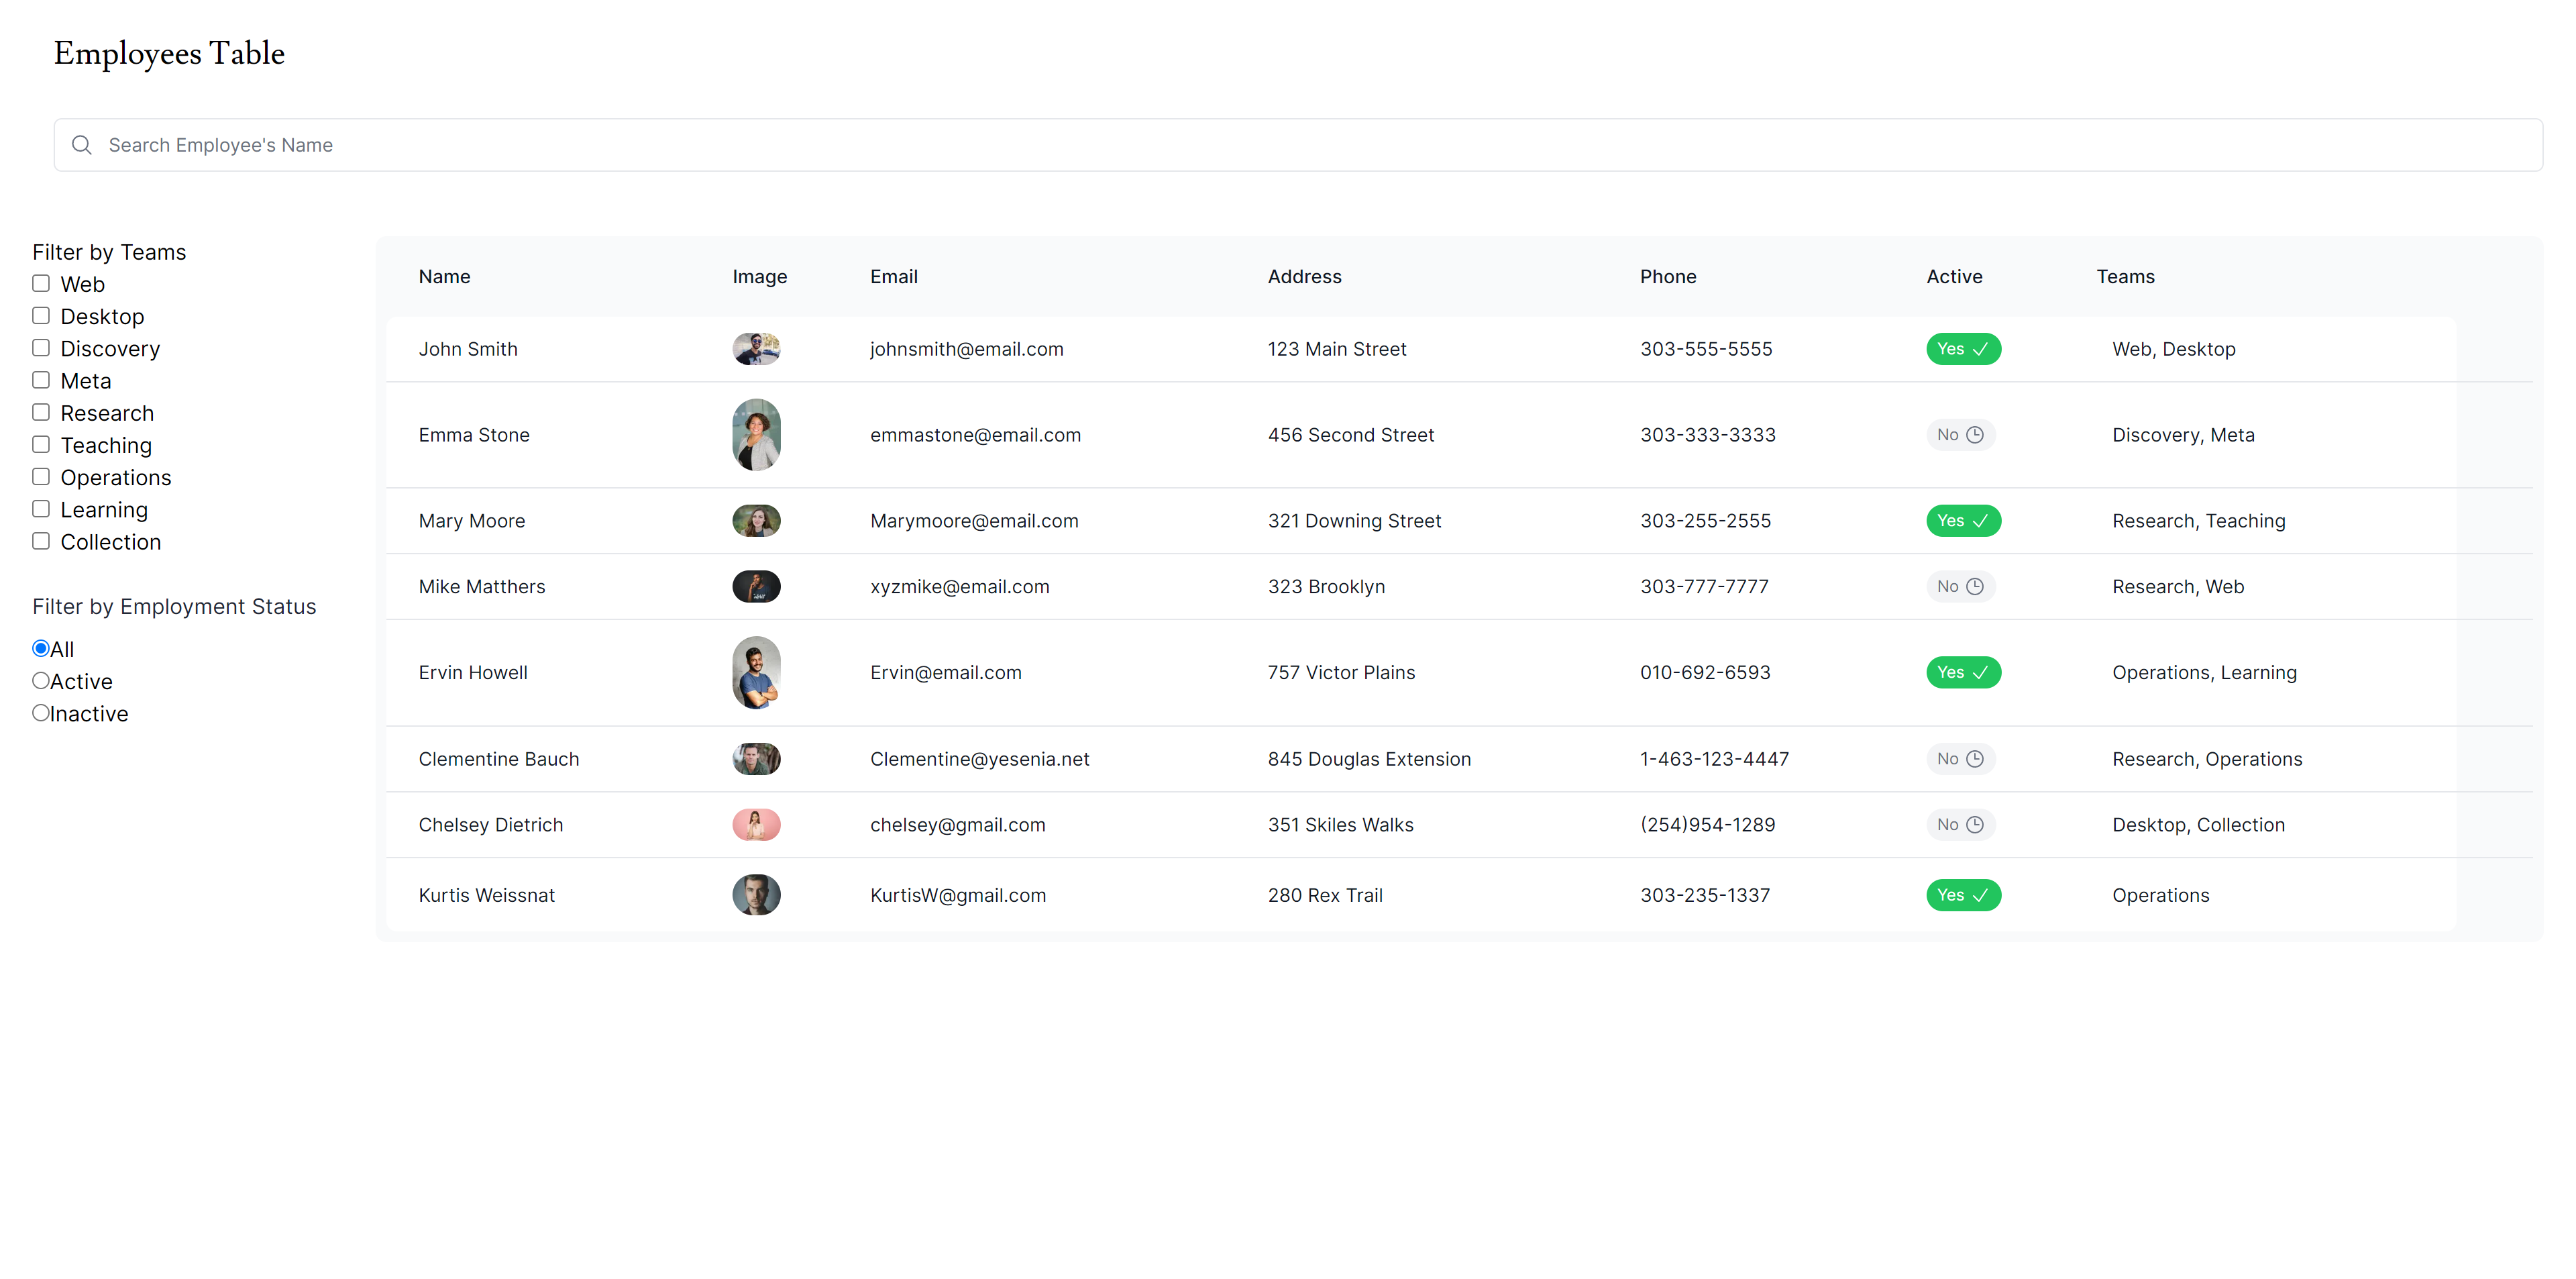 Employees Table
Search Employee's Name
Filter by Teams
Web
Desktop
Discovery
Meta
Research
Teaching
Operations
Learning
Collection
Filter by Employment Status
All
Active
Inactive
Name Image Email Address Phone Active Teams
John Smith johnsmith@email.com 123 Main Street 303-555-5555 Yes Web, Desktop
Emma Stone emmastone@email.com 456 Second Street 303-333-3333 No Discovery, Meta
Mary Moore Marymoore@email.com 321 Downing Street 303-255-2555 Yes Research, Teaching
Mike Matthers xyzmike@email.com 323 Brooklyn 303-777-7777 No Research, Web
Ervin Howell Ervin@email.com 757 Victor Plains 010-692-6593 Yes Operations, Learning
Clementine Bauch Clementine@yesenia.net 845 Douglas Extension 1-463-123-4447 No Research, Operations
Chelsey Dietrich chelsey@gmail.com 351 Skiles Walks (254)954-1289 No Desktop, Collection
Kurtis Weissnat KurtisW@gmail.com 280 Rex Trail 303-235-1337 Yes Operations